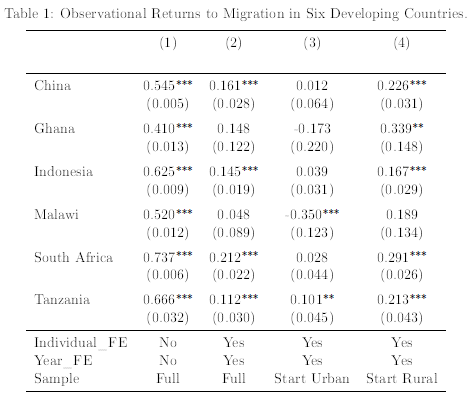 Table 1: Observational Returns to Migration in Six Developing Countries.
(1) (2) (3) (4)
China 0.545*** 0.161*** 0.012 0.226***
(0.005) (0.028) (0.064) (0.031)
Ghana 0.410*** 0.148 -0.173 0.339**
(0.013) (0.122) (0.220) (0.148)
Indonesia 0.625*** 0.145*** 0.039 0.167***
(0.009) (0.019) (0.031) (0.029)
Malawi 0.520*** 0.048 -0.350*** 0.189
(0.012) (0.089) (0.123) (0.134)
South Africa 0.737*** 0.212*** 0.028 0.291***
(0.006) (0.022) (0.044) (0.026)
Tanzania 0.666*** 0.112*** 0.101** 0.213***
(0.032) (0.030) (0.045) (0.043)
Individual_FE No Yes Yes Yes
Year_FE No Yes Yes Yes
Sample Full Full Start Urban Start Rural